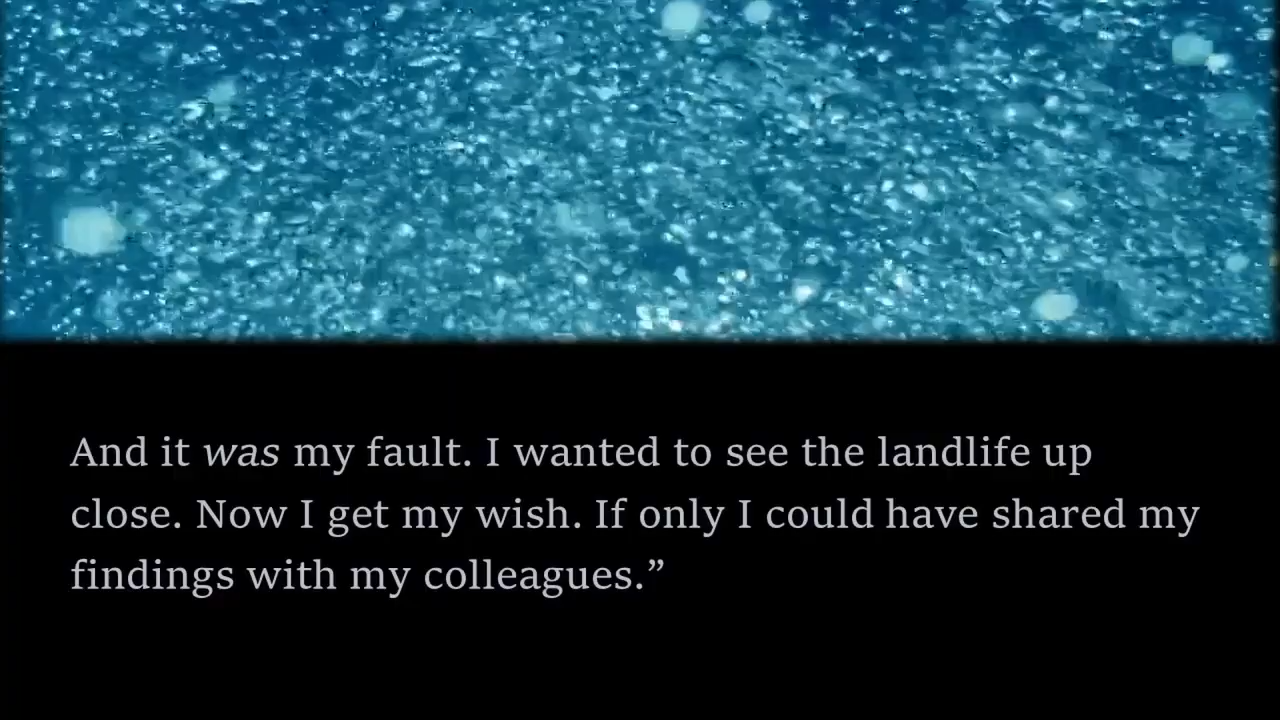 And it was my fault. I wanted to see the landlife up
close. Now I get my wish. If only I could have shared my
findings with my colleagues.”